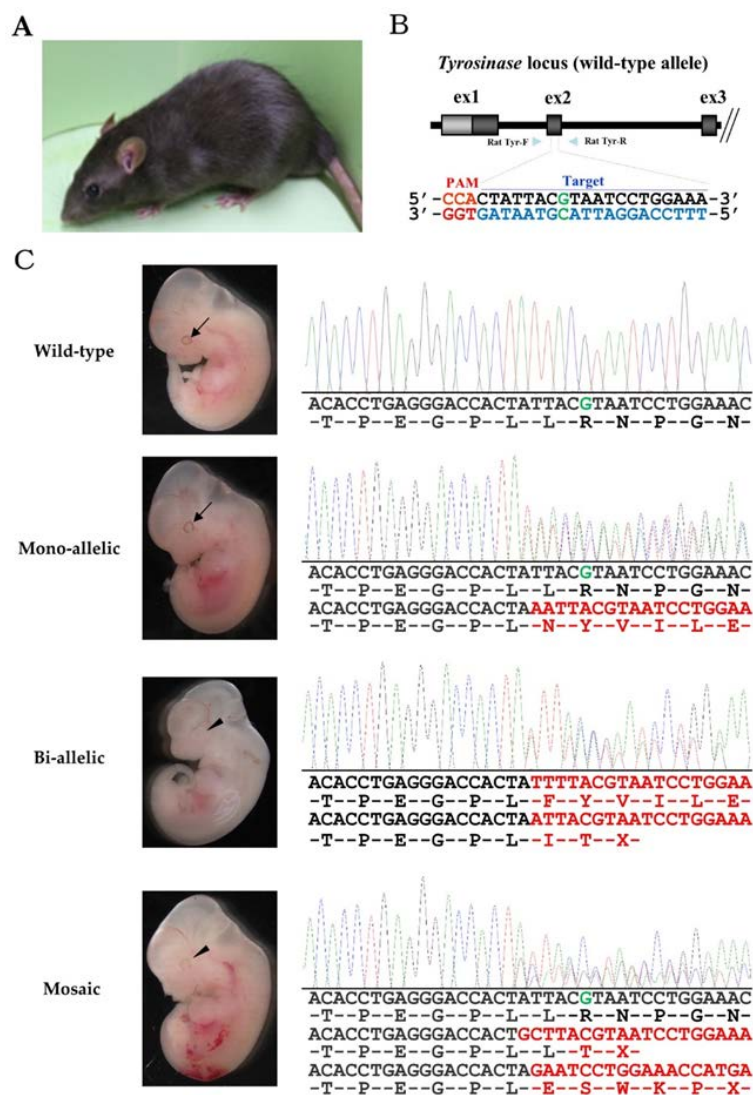 A
B
Tyrosinase locus (wild-type allele)
ex1
ex2
ex3
Rat Tyr-F
Rat Tyr-R
PAM
Target
5′-CCACTATTACGTAATCCTGGAAA-3′
3′-GGTGATAATGCATTAGGACCTTT-5′
C
Wild-type
ACACCTGAGGGACCACTATTACGTAATCCTGGAAAC
-T--P--E--G--P--L--L--R--N--P--G--N-
Mono-allelic
ACACCTGAGGGACCACTATTACGTAATCCTGGAAAC
-T--P--E--G--P--L--L--R--N--P--G--N-
ACACCTGAGGGACCACTAAATTACGTAATCCTGGAA
-T--P--E--G--P--L--N--Y--V--I--L--E-
Bi-allelic
ACACCTGAGGGACCACTATTTTACGTAATCCTGGAA
-T--P--E--G--P--L--F--Y--V--I--L--E-
ACACCTGAGGGACCACTAATTACGTAATCCTGGAAA
-T--P--E--G--P--L--I--T--X-
Mosaic
ACACCTGAGGGACCACTATTACGTAATCCTGGAAAC
-T--P--E--G--P--L--L--R--N--P--G--N-
ACACCTGAGGGACCACTGCTTACGTAATCCTGGAAA
-T--P--E--G--P--L--L--T--X-
ACACCTGAGGGACCACTAGAATCCTGGAAACCATGA
-T--P--E--G--P--L--E--S--W--K--P--X-